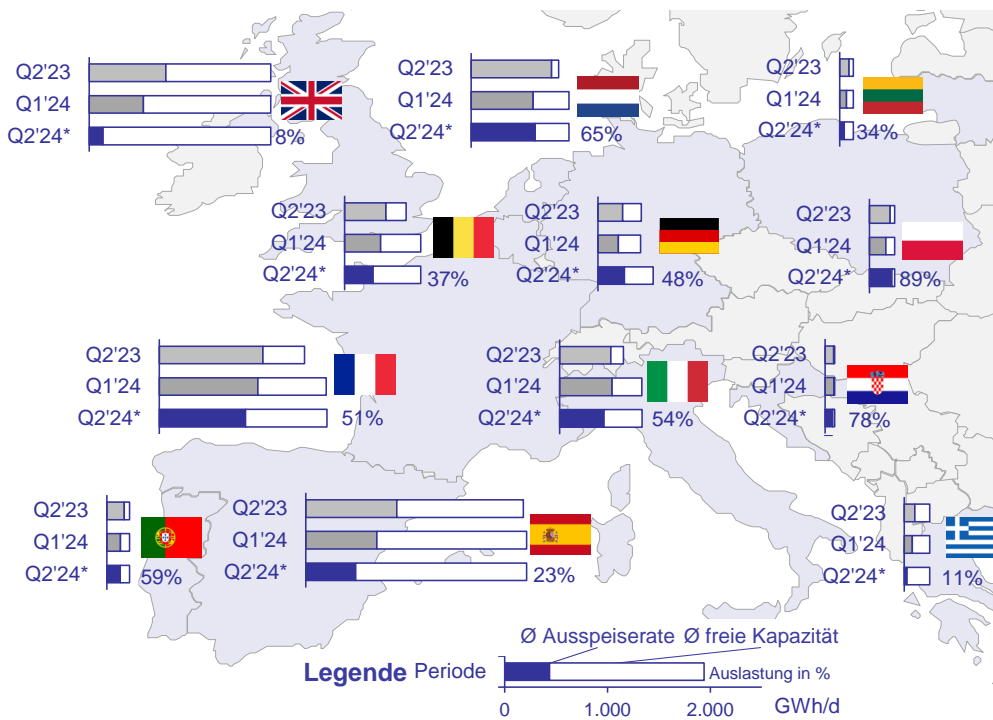 Q2'23
Q1'24
Q2'24* 8%
Q2'23
Q1'24
Q2'24* 65%
Q2'23
Q1'24
Q2'24* 34%
Q2'23
Q1'24
Q2'24* 37%
Q2'23
Q1'24
Q2'24* 48%
Q2'23
Q1'24
Q2'24* 89%
Q2'23
Q1'24
Q2'24* 51%
Q2'23
Q1'24
Q2'24* 54%
Q2'23
Q1'24
Q2'24* 78%
Q2'23
Q1'24
Q2'24* 59%
Q2'23
Q1'24
Q2'24* 23%
Q2'23
Q1'24
Q2'24* 11%
Ø Ausspeiserate Ø freie Kapazität
Legende Periode Auslastung in %
0 1.000 2.000 GWh/d